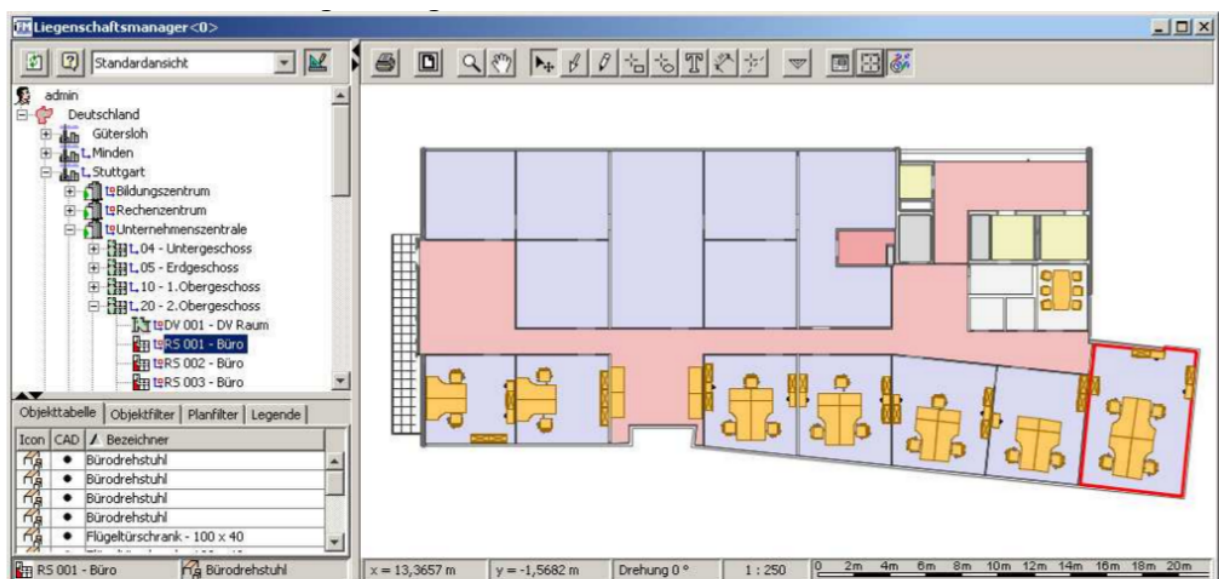 FM Liegenschaftsmanager <0>
Standardansicht
admin
Deutschland
Gütersloh
Minden
Stuttgart
Bildungszentrum
Rechenzentrum
Unternehmenszentrale
04 - Untergeschoss
05 - Erdgeschoss
10 - 1.Obergeschoss
20 - 2.Obergeschoss
DV 001 - DV Raum
RS 001 - Büro
RS 002 - Büro
RS 003 - Büro
Objekttabelle Objektfilter Planfilter Legende
Icon CAD Bezeichner
Bürodrehstuhl
Bürodrehstuhl
Bürodrehstuhl
Bürodrehstuhl
Flügeltürschrank - 100 x 40
RS 001 - Büro Bürodrehstuhl x = 13,3657 m y = -1,5682 m Drehung 0 ° 1 : 250 0 2m 4m 6m 8m 10m 12m 14m 16m 18m 20m